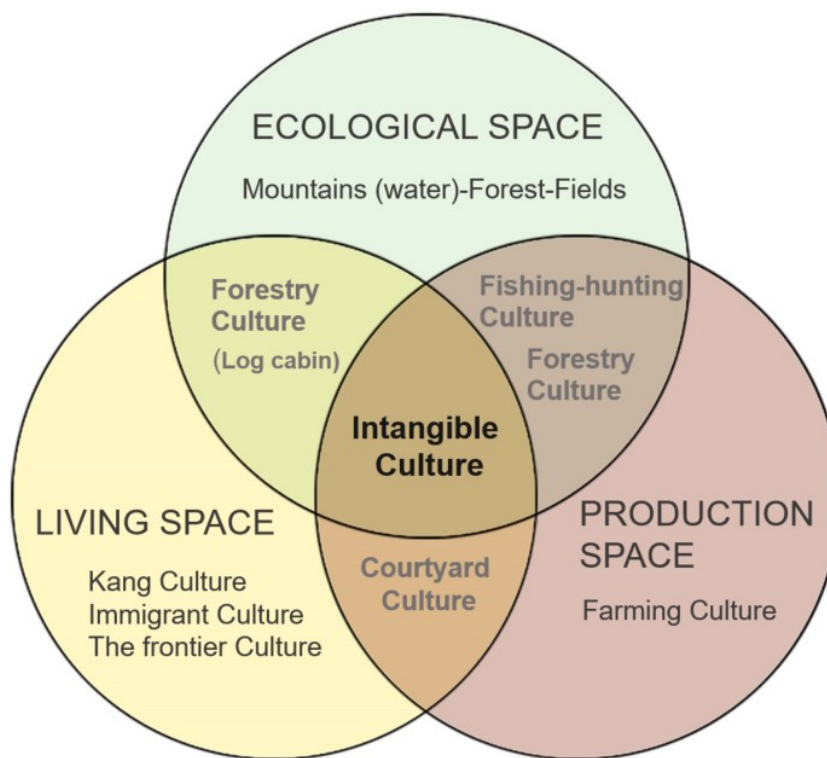 ECOLOGICAL SPACE
Mountains (water)-Forest-Fields
Forestry
Culture
(Log cabin)
Fishing-hunting
Culture
Forestry
Culture
Intangible
Culture
LIVING SPACE
Kang Culture
Immigrant Culture
The frontier Culture
Courtyard
Culture
PRODUCTION
SPACE
Farming Culture